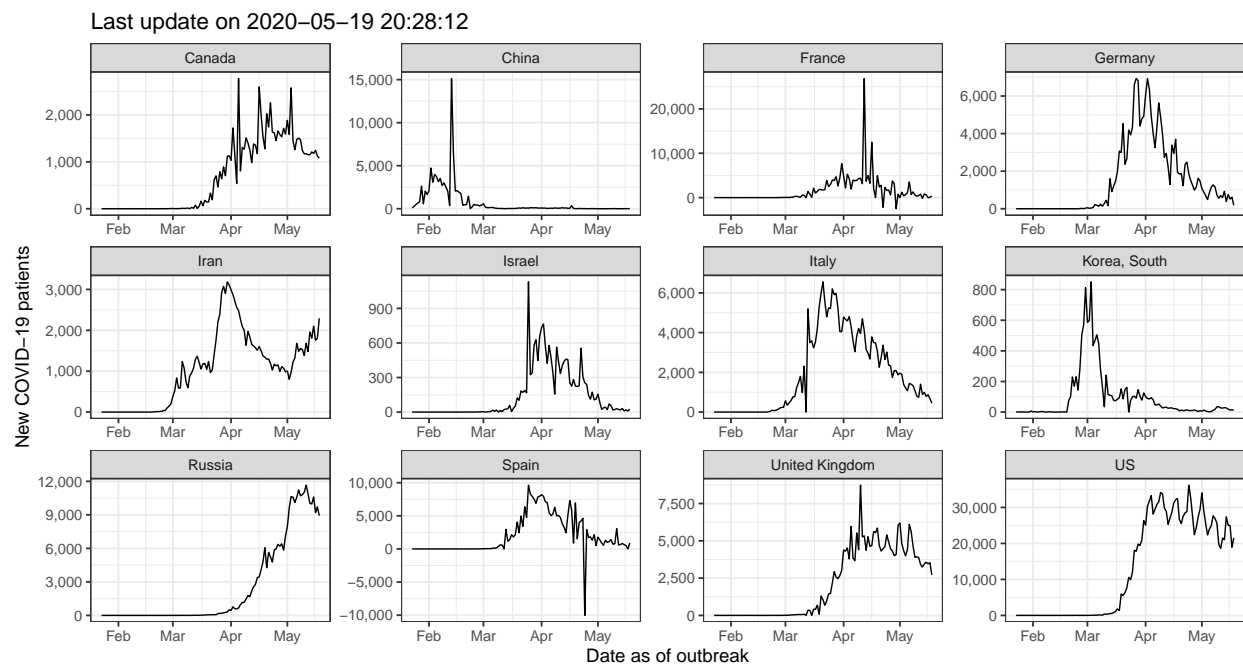 Last update on 2020−05−19 20:28:12
New COVID−19 patients
Canada
2,000
1,000
0
Feb Mar Apr May
China
15,000
10,000
5,000
0
Feb Mar Apr May
France
20,000
10,000
0
Feb Mar Apr May
Germany
6,000
4,000
2,000
0
Feb Mar Apr May
Iran
3,000
2,000
1,000
0
Feb Mar Apr May
Israel
900
600
300
0
Feb Mar Apr May
Italy
6,000
4,000
2,000
0
Feb Mar Apr May
Korea, South
800
600
400
200
0
Feb Mar Apr May
Russia
12,000
9,000
6,000
3,000
0
Feb Mar Apr May
Spain
10,000
5,000
0
−5,000
−10,000
Feb Mar Apr May
United Kingdom
7,500
5,000
2,500
0
Feb Mar Apr May
US
30,000
20,000
10,000
0
Feb Mar Apr May
Date as of outbreak